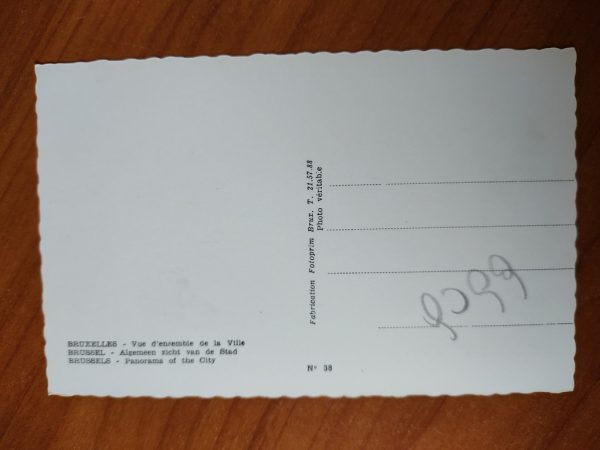 BRUXELLES - Vue d'ensemble de la Ville
BRUSSEL - Algemeen zicht van de Stad
BRUSSELS - Panorama of the City
Fabrication Fotoprim Brux. T. 21.57.88
Photo véritable
N° 38